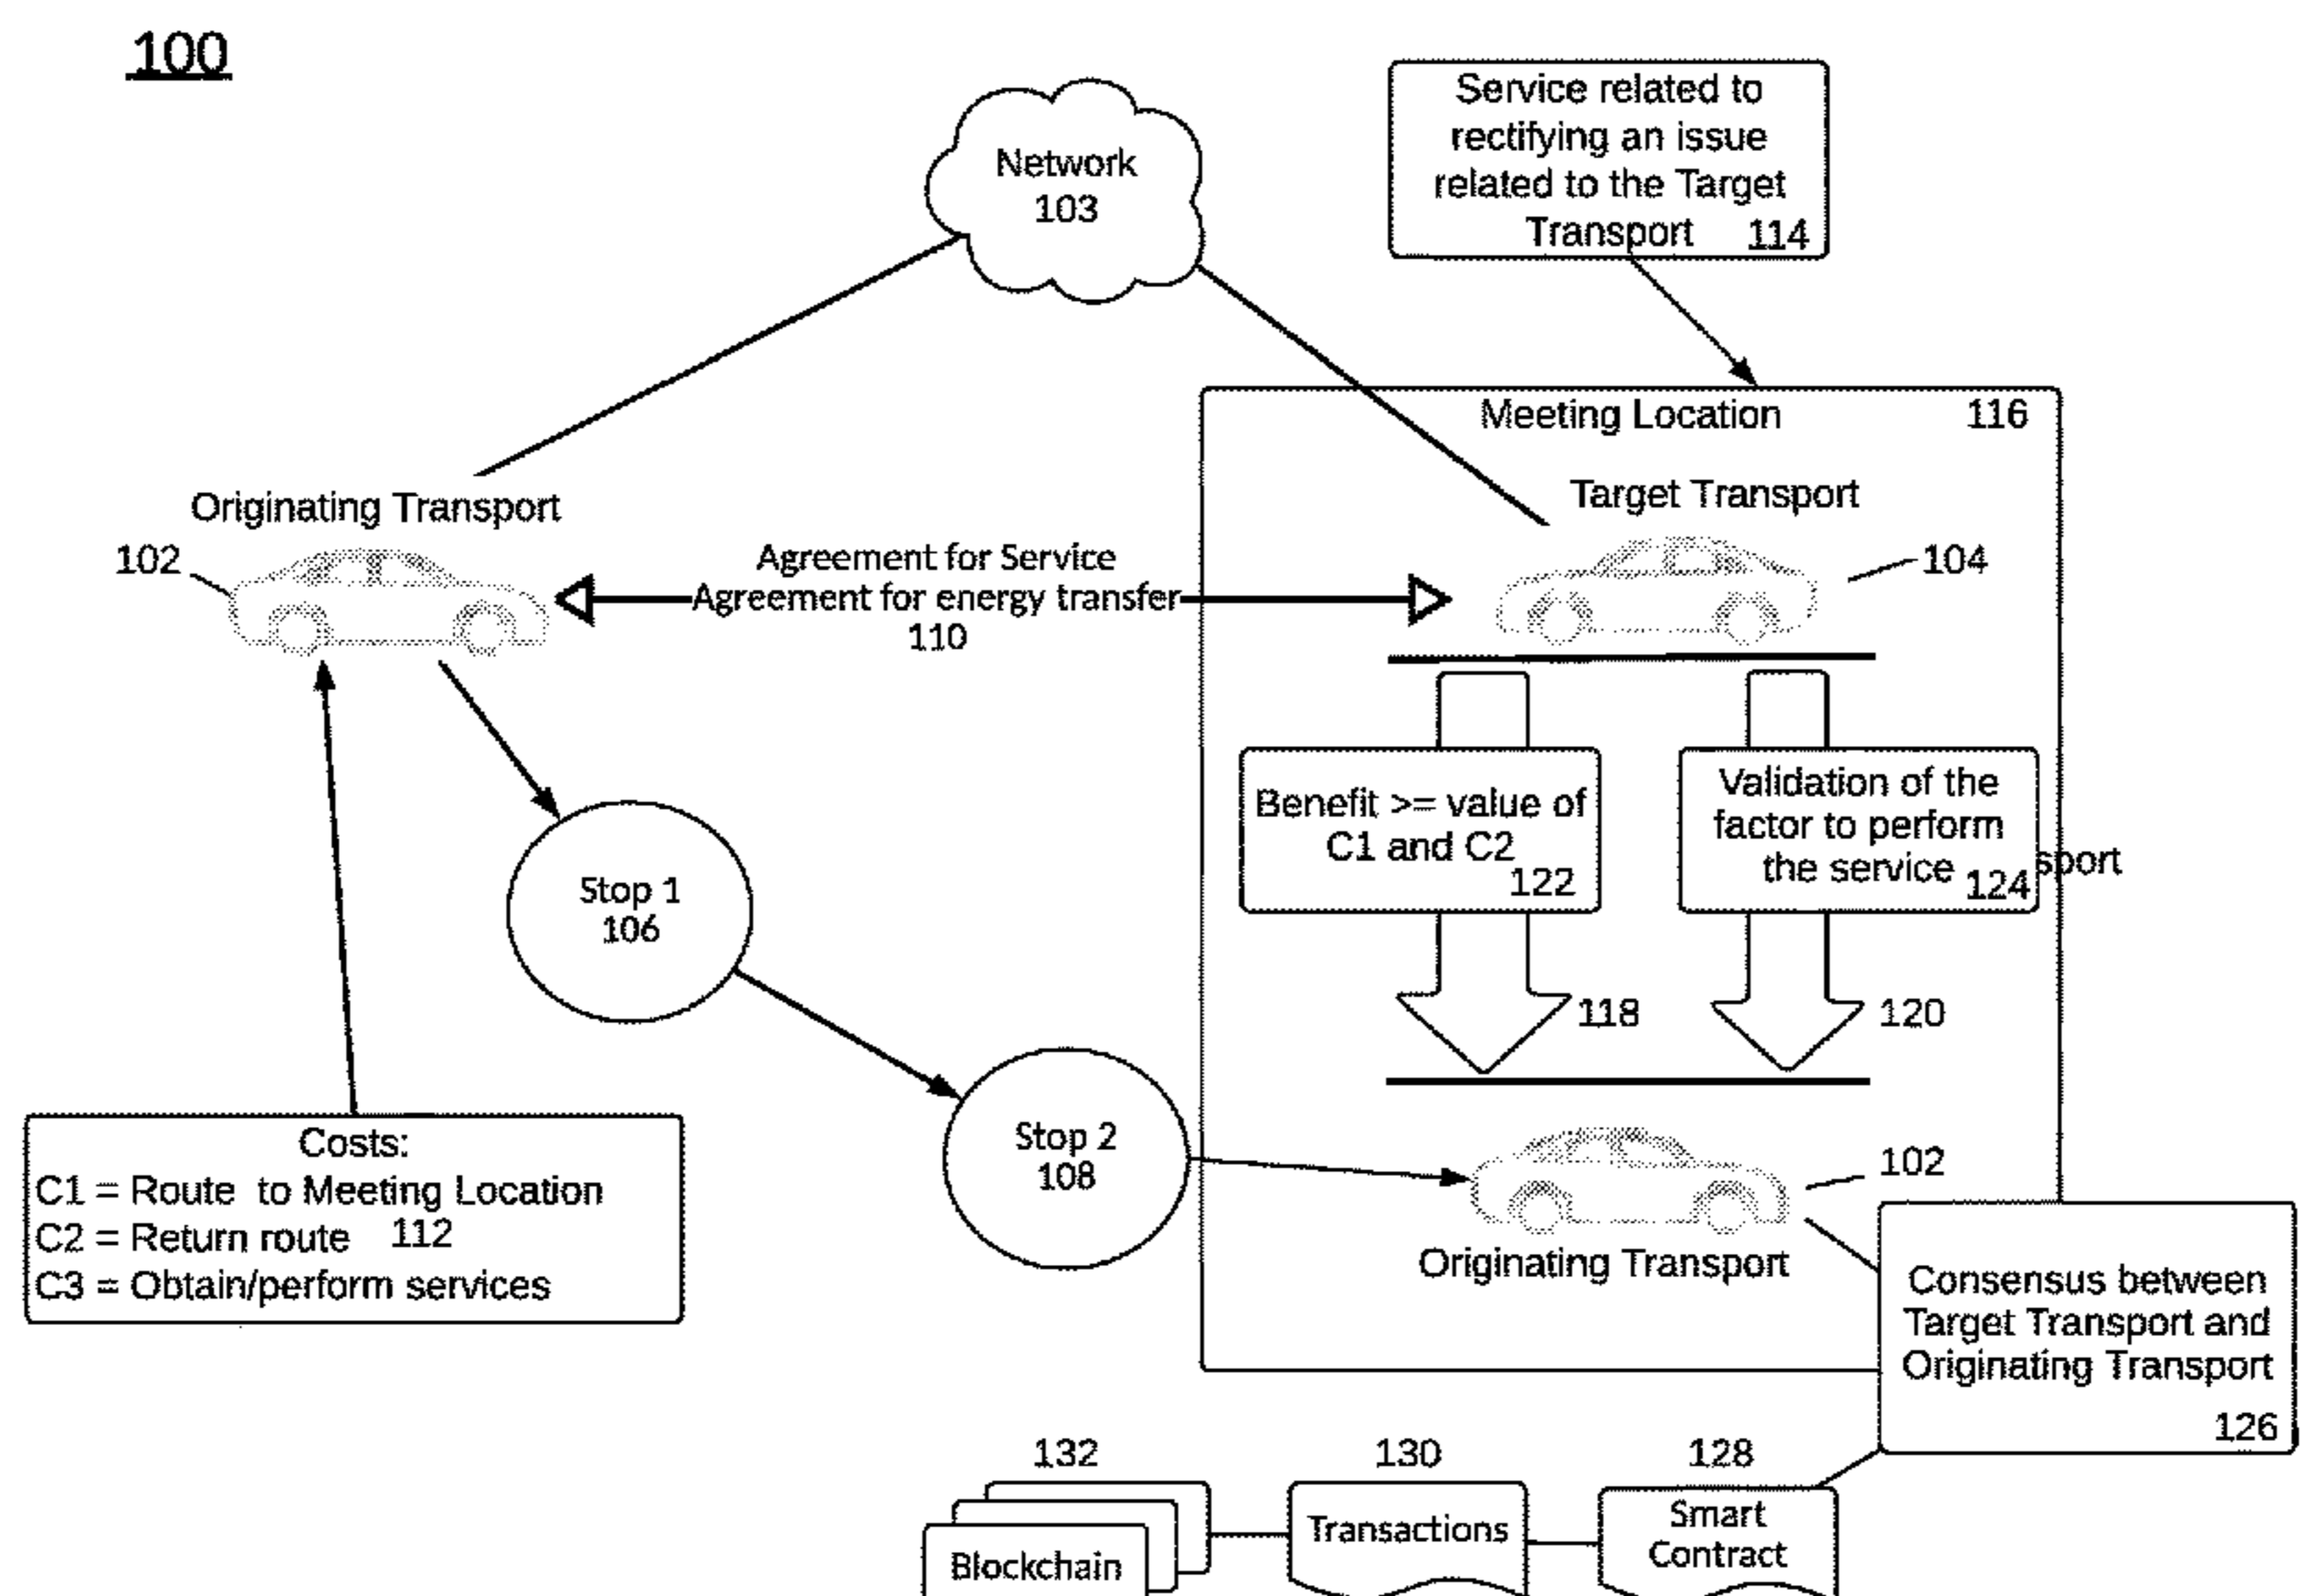 100
Network
103
Service related to
rectifying an issue
related to the Target
Transport 114
Meeting Location 116
Originating Transport
102
Target Transport
104
Agreement for Service
Agreement for energy transfer
110
Benefit >= value of
C1 and C2
122
Validation of the
factor to perform
the service 124
sport
Stop 1
106
118
120
Stop 2
108
Costs:
C1 = Route to Meeting Location
C2 = Return route 112
C3 = Obtain/perform services
102
Originating Transport
Consensus between
Target Transport and
Originating Transport
126
132
130
128
Blockchain
Transactions
Smart
Contract